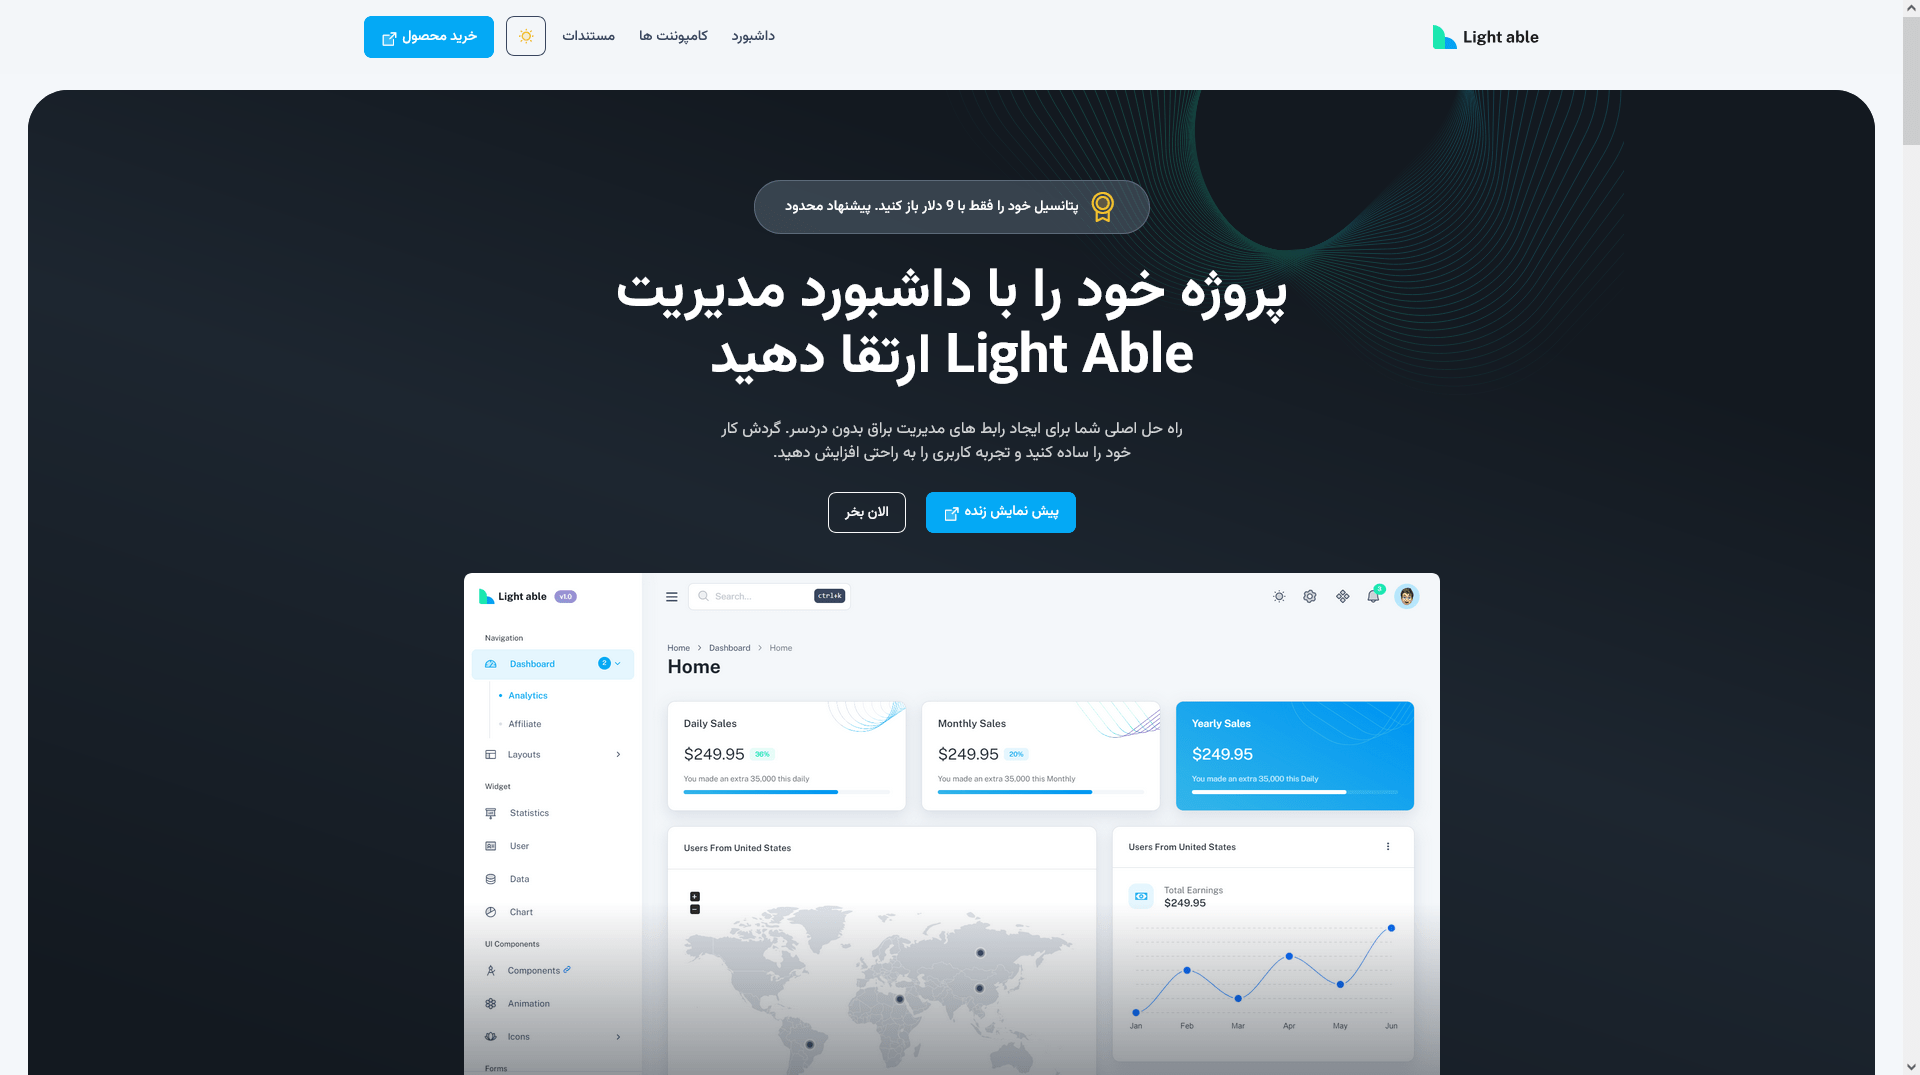 Light able
داشبورد
کامپوننت ها
مستندات
خرید محصول
پتانسیل خود را فقط با 9 دلار باز کنید. پیشنهاد محدود
پروژه خود را با داشبورد مدیریت
Light Able ارتقا دهید
راه حل اصلی شما برای ایجاد رابط های مدیریت براق بدون دردسر. گردش کار
خود را ساده کنید و تجربه کاربری را به راحتی افزایش دهید.
پیش نمایش زنده
الان بخر
Light able v1.0
Search...
ctrl+k
Navigation
Dashboard 2
Analytics
Affiliate
Layouts
Widget
Statistics
User
Data
Chart
UI Components
Components
Animation
Icons
Forms
Home > Dashboard > Home
Home
Daily Sales
$249.95 36%
You made an extra 35,000 this daily
Monthly Sales
$249.95 20%
You made an extra 35,000 this Monthly
Yearly Sales
$249.95
You made an extra 35,000 this Daily
Users From United States
+
−
Users From United States
Total Earnings
$249.95
Jan Feb Mar Apr May Jun